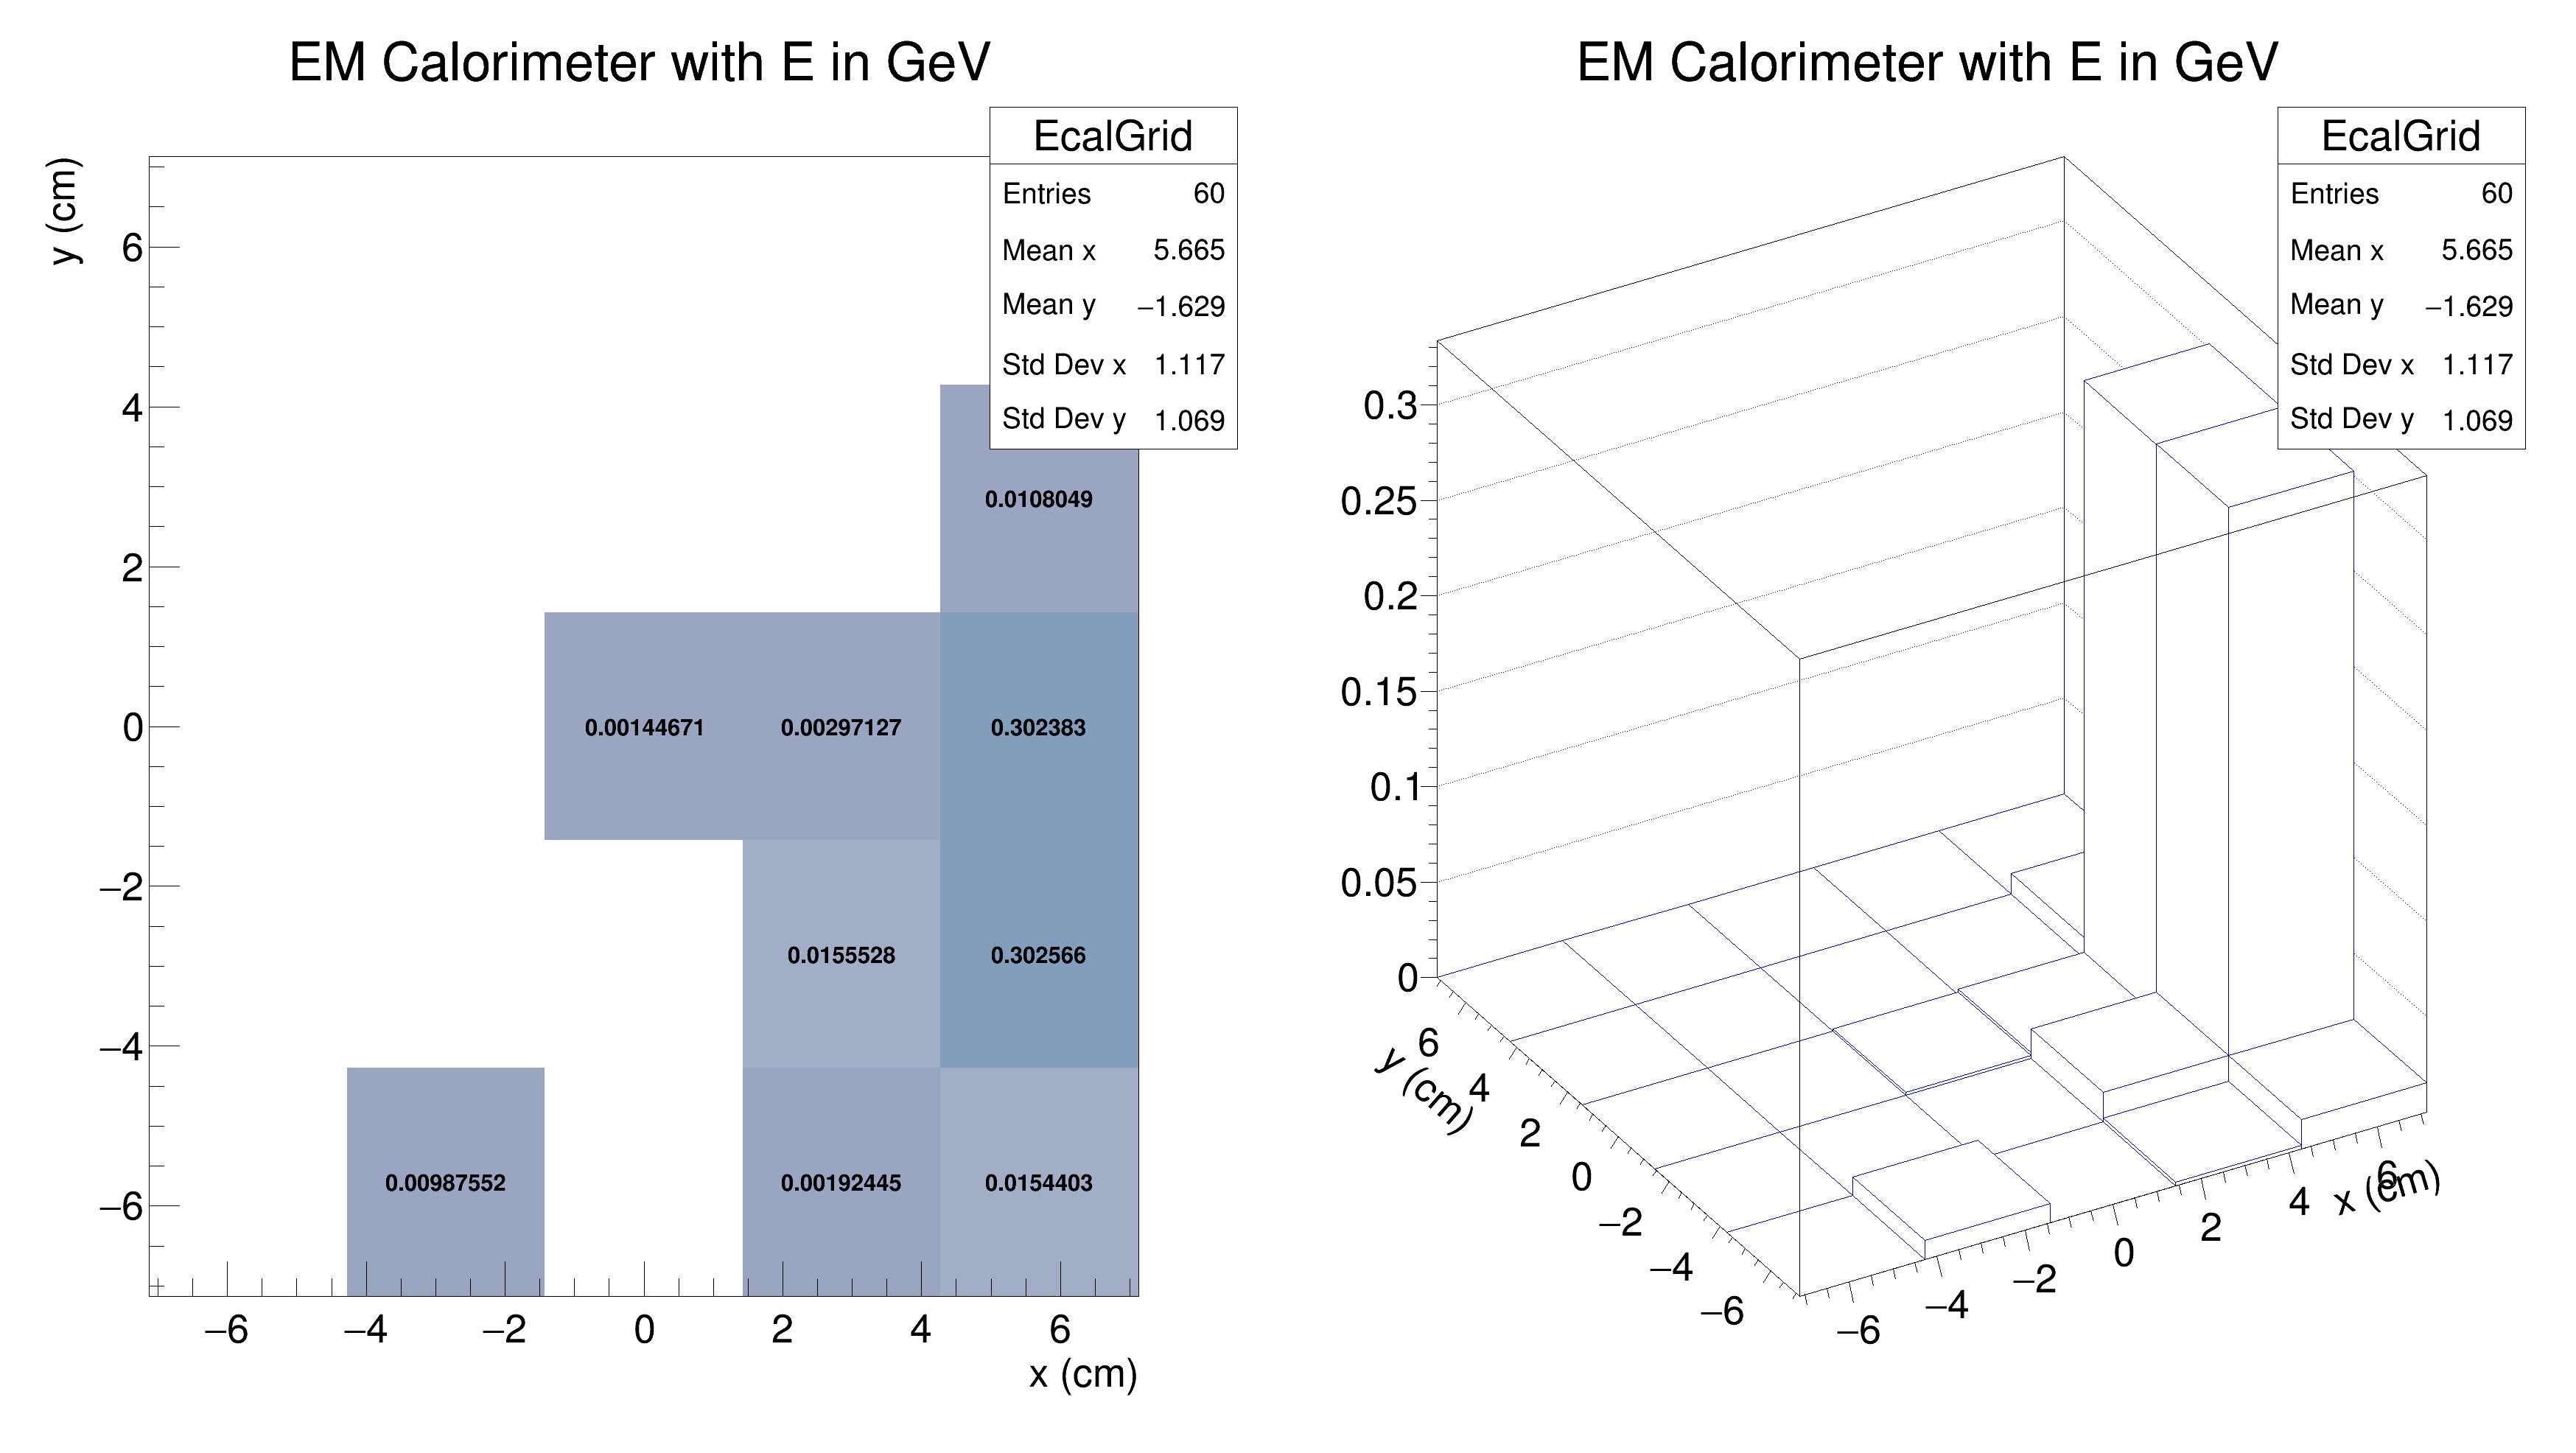 EM Calorimeter with E in GeV
EcalGrid
Entries 60
Mean x 5.665
Mean y −1.629
Std Dev x 1.117
Std Dev y 1.069
y (cm)
6
4
2
0
−2
−4
−6
0.0108049
0.00144671 0.00297127 0.302383
0.0155528 0.302566
0.00987552 0.00192445 0.0154403
−6 −4 −2 0 2 4 6
x (cm)
EM Calorimeter with E in GeV
EcalGrid
Entries 60
Mean x 5.665
Mean y −1.629
Std Dev x 1.117
Std Dev y 1.069
0.3
0.25
0.2
0.15
0.1
0.05
0
y (cm)
6
4
2
0
−2
−4
−6
−6 −4 −2 0 2 4 6
x (cm)